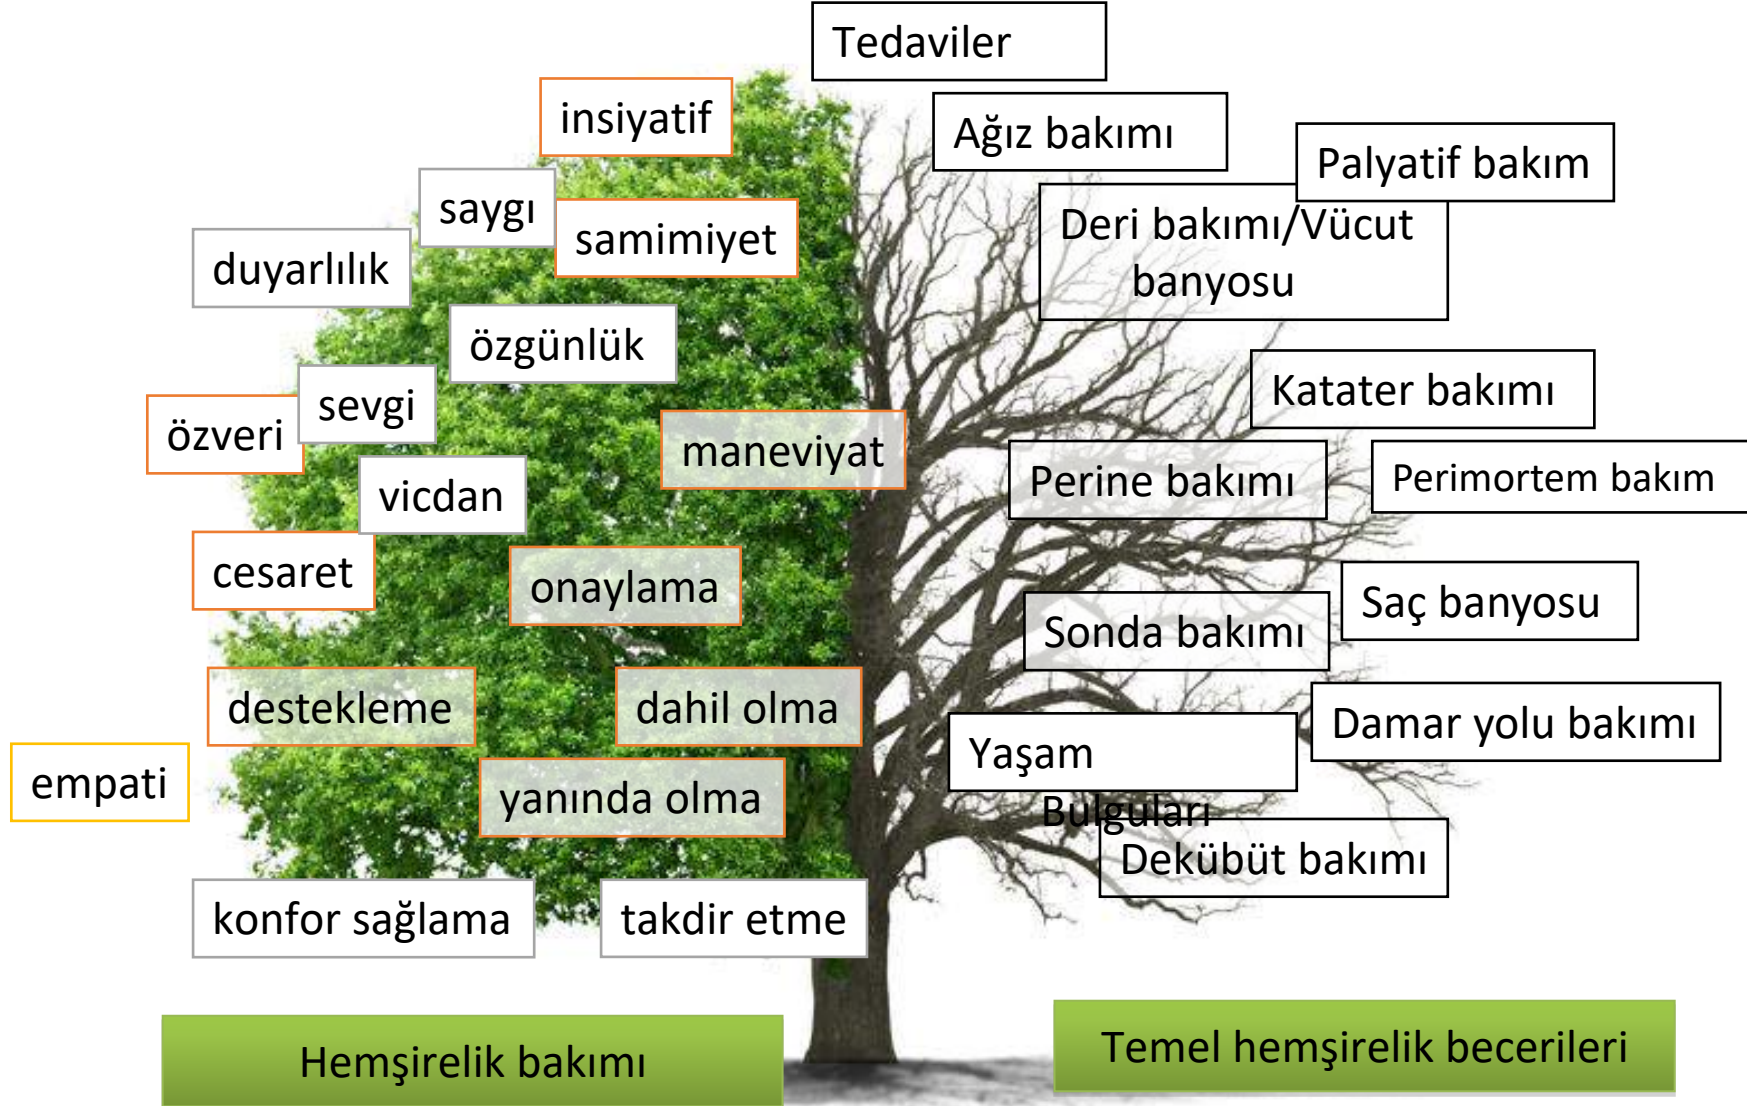 Tedaviler
insiyatif
Ağız bakımı
Palyatif bakım
saygı
samimiyet
Deri bakımı/Vücut
banyosu
duyarlılık
özgünlük
Katater bakımı
sevgi
özveri
maneviyat
Perine bakımı
Perimortem bakım
vicdan
cesaret
onaylama
Saç banyosu
Sonda bakımı
destekleme
dahil olma
Damar yolu bakımı
Yaşam
Bulguları
empati
yanında olma
Dekübüt bakımı
konfor sağlama
takdir etme
Hemşirelik bakımı
Temel hemşirelik becerileri